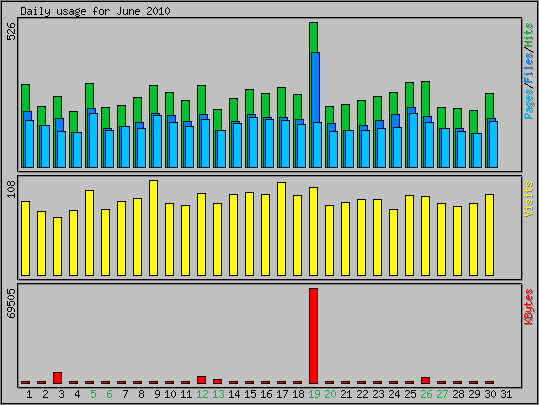 Daily usage for June 2010
526
Pages/Files/Hits
108
Visits
69505
KBytes
1 2 3 4 5 6 7 8 9 10 11 12 13 14 15 16 17 18 19 20 21 22 23 24 25 26 27 28 29 30 31